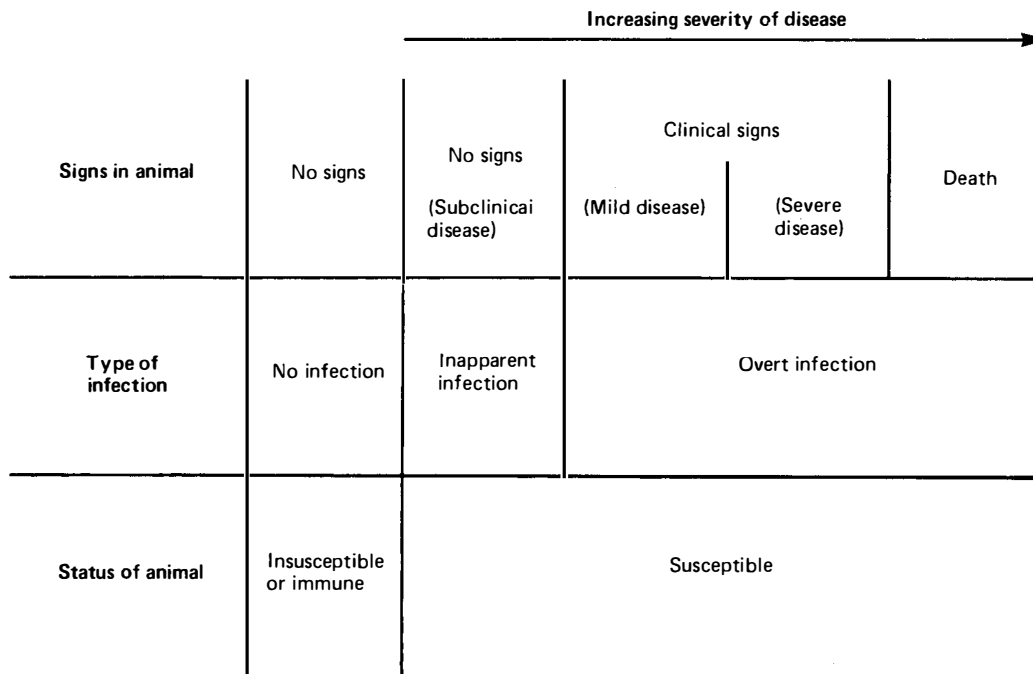 Increasing severity of disease
Signs in animal
No signs
No signs
(Subclinicai
disease)
Clinical signs
(Mild disease)
(Severe
disease)
Death
Type of
infection
No infection
Inapparent
infection
Overt infection
Status of animal
Insusceptible
or immune
Susceptible